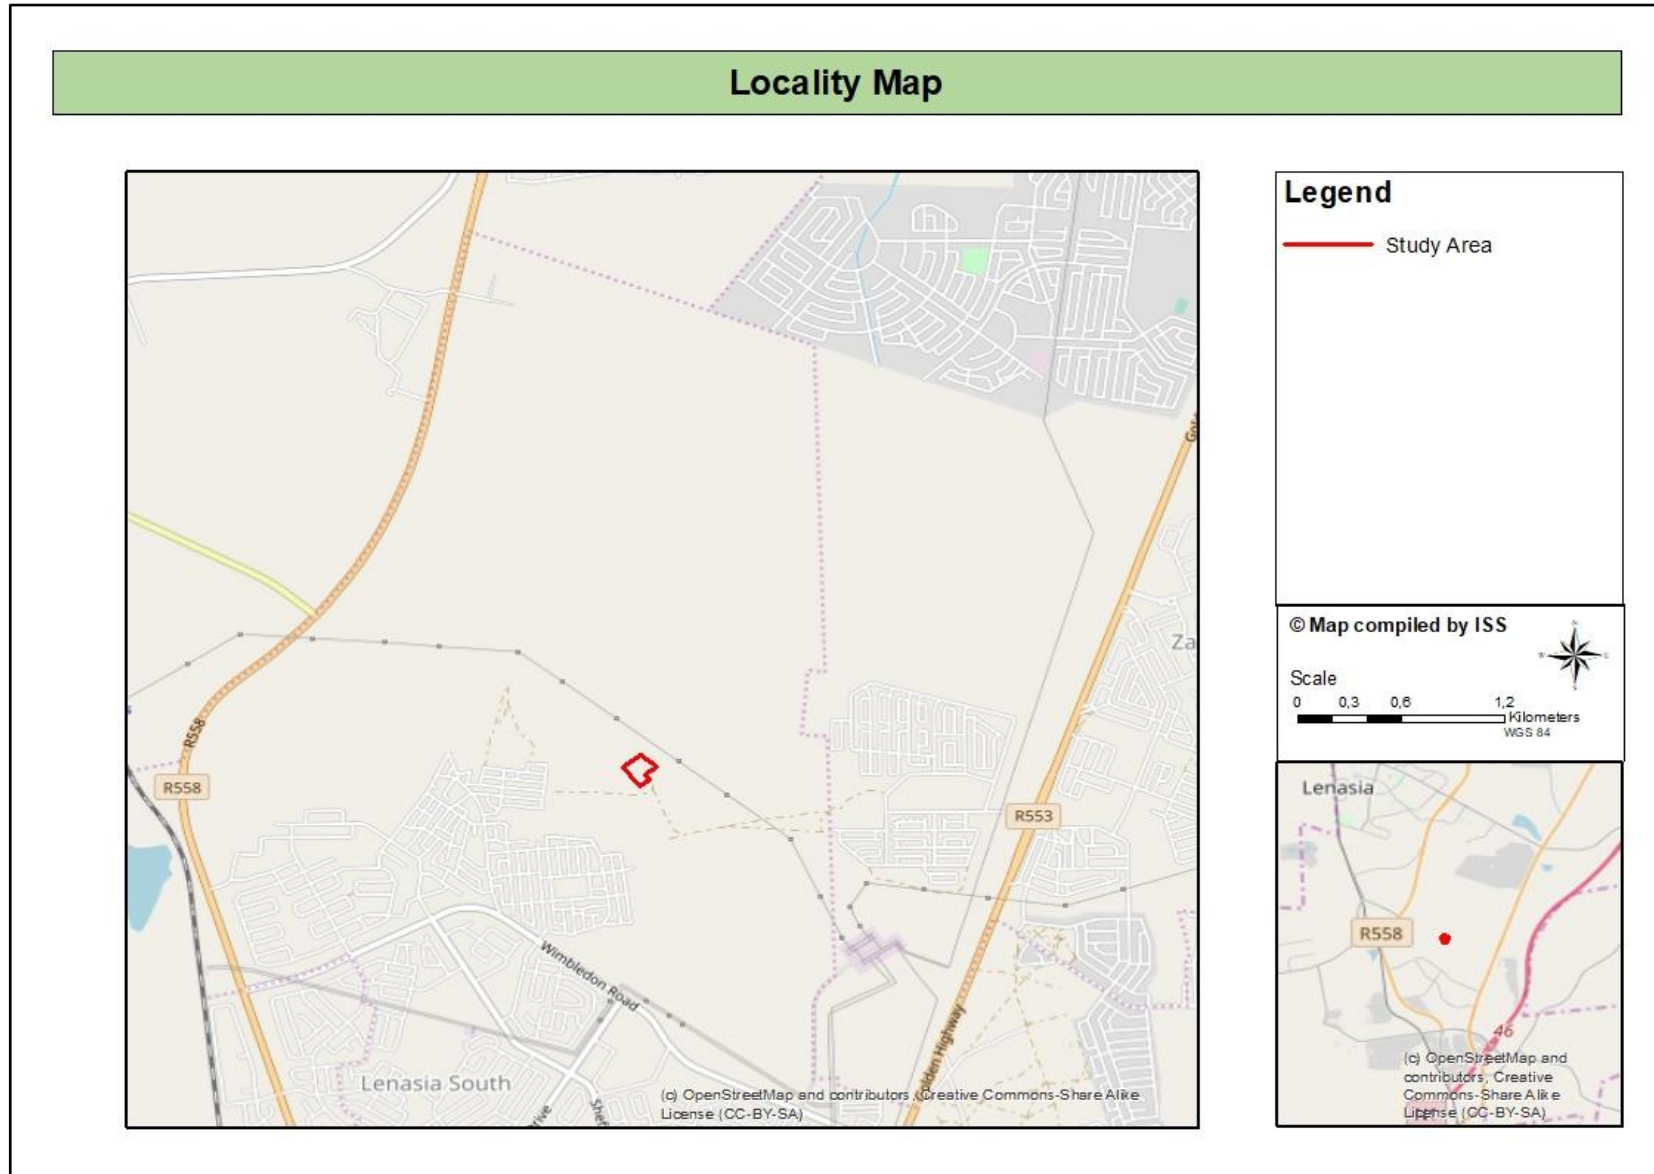 Locality Map
Legend
Study Area
© Map compiled by ISS
N
W
E
S
Scale
0 0,3 0,6 1,2
Kilometers
WGS 84
R558
R558
R553
Wimbledon Road
Lenasia South
Za
Golden Highway
Drive
(c) OpenStreetMap and contributors, Creative Commons-Share Alike
License (CC-BY-SA)
Lenasia
R558
46
(c) OpenStreetMap and
contributors, Creative
Commons-Share Alike
License (CC-BY-SA)